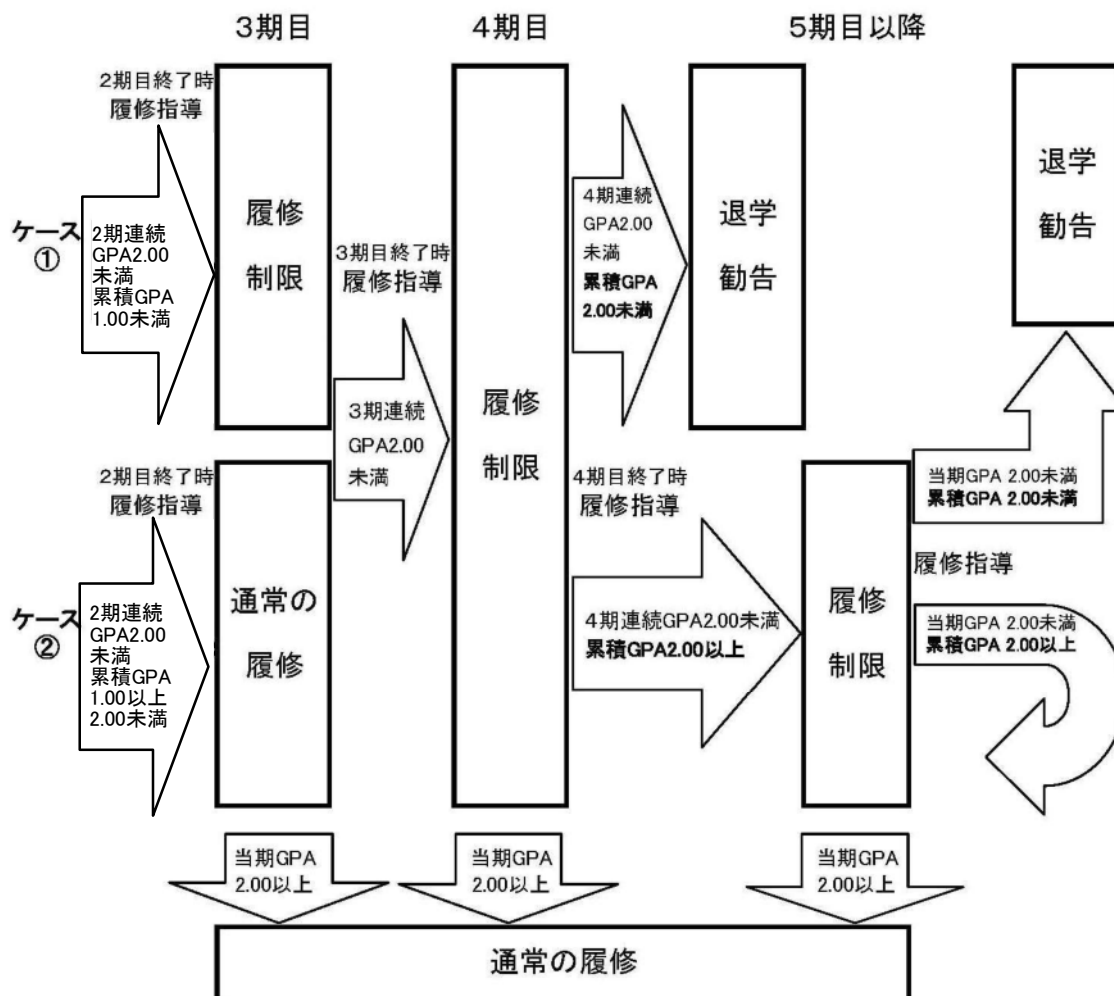 3期目
4期目
5期目以降
2期目終了時
履修指導
ケース
①
2期連続
GPA2.00
未満
累積GPA
1.00未満
履修
制限
3期目終了時
履修指導
3期連続
GPA2.00
未満
履修
制限
4期連続
GPA2.00
未満
累積GPA
2.00未満
退学
勧告
退学
勧告
2期目終了時
履修指導
ケース
②
2期連続
GPA2.00
未満
累積GPA
1.00以上
2.00未満
通常の
履修
4期目終了時
履修指導
4期連続GPA2.00未満
累積GPA2.00以上
履修
制限
当期GPA 2.00未満
累積GPA 2.00未満
履修指導
当期GPA 2.00未満
累積GPA 2.00以上
当期GPA
2.00以上
当期GPA
2.00以上
当期GPA
2.00以上
通常の履修